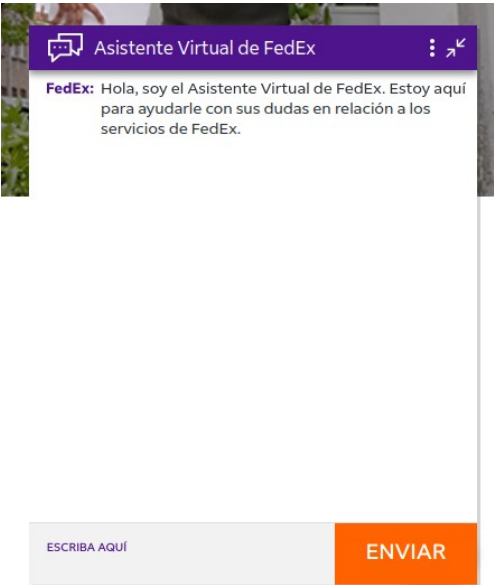 Asistente Virtual de FedEx
FedEx: Hola, soy el Asistente Virtual de FedEx. Estoy aquí
para ayudarle con sus dudas en relación a los
servicios de FedEx.
ESCRIBA AQUÍ
ENVIAR